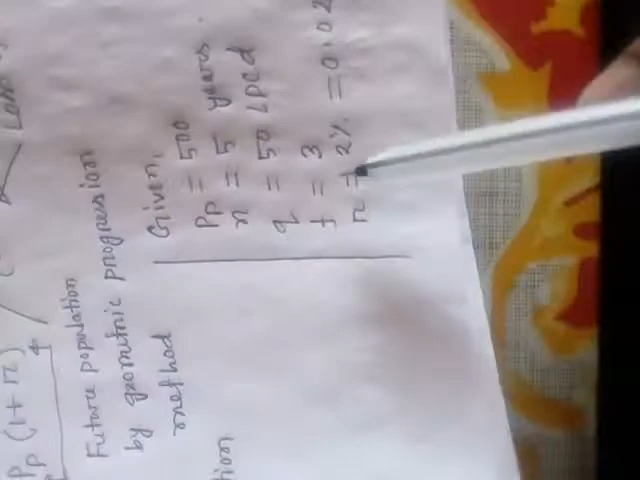 Pp (1+r)
Future population
by geometric progression
method
tion
Given,
Pp = 500
n = 5 years
q = 50 LPCD
f = 3
r = 2% = 0.02